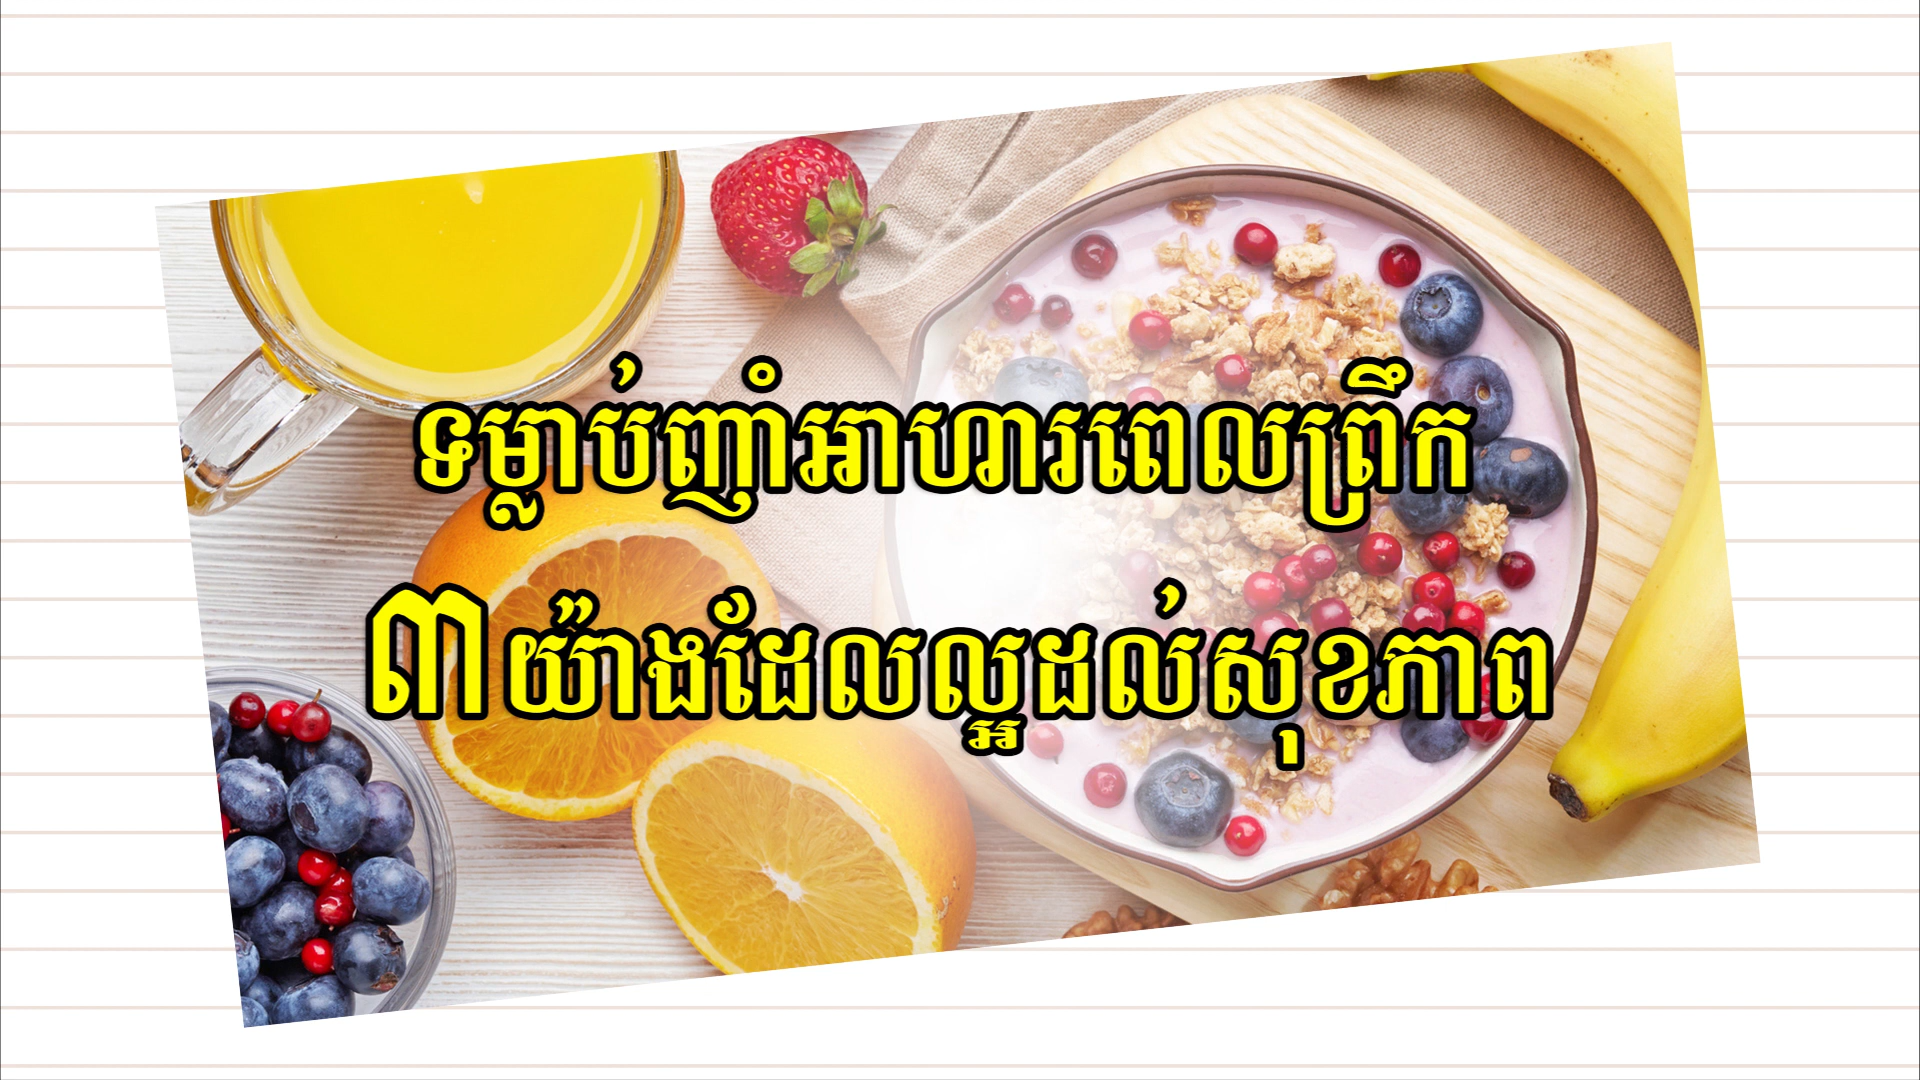 ទម្លាប់ញ៉ាំអាហារពេលព្រឹក
៣យ៉ាងដែលល្អដល់សុខភាព